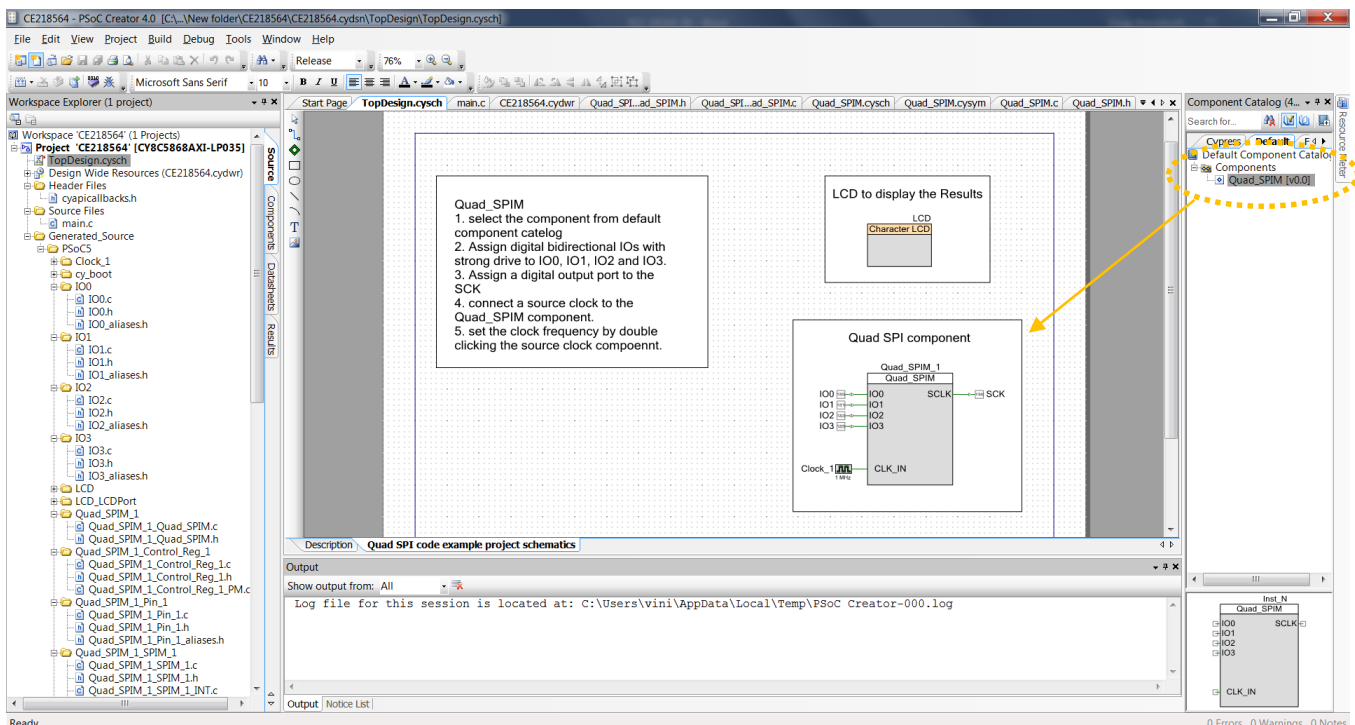 CE218564 - PSoC Creator 4.0 [C:\...\New folder\CE218564\CE218564.cydsn\TopDesign\TopDesign.cysch]
File Edit View Project Build Debug Tools Window Help
Release 76%
Microsoft Sans Serif 10 B I U A
Workspace Explorer (1 project)
Workspace 'CE218564' (1 Projects)
Project 'CE218564' [CY8C5868AXI-LP035]
TopDesign.cysch
Design Wide Resources (CE218564.cydwr)
Header Files
cyapicallbacks.h
Source Files
main.c
Generated_Source
PSoC5
Clock_1
cy_boot
IO0
IO0.c
IO0.h
IO0_aliases.h
IO1
IO1.c
IO1.h
IO1_aliases.h
IO2
IO2.c
IO2.h
IO2_aliases.h
IO3
IO3.c
IO3.h
IO3_aliases.h
LCD
LCD_LCDPort
Quad_SPIM_1
Quad_SPIM_1_Quad_SPIM.c
Quad_SPIM_1_Quad_SPIM.h
Quad_SPIM_1_Control_Reg_1
Quad_SPIM_1_Control_Reg_1.c
Quad_SPIM_1_Control_Reg_1.h
Quad_SPIM_1_Control_Reg_1_PM.c
Quad_SPIM_1_Pin_1
Quad_SPIM_1_Pin_1.c
Quad_SPIM_1_Pin_1.h
Quad_SPIM_1_Pin_1_aliases.h
Quad_SPIM_1_SPIM_1
Quad_SPIM_1_SPIM_1.c
Quad_SPIM_1_SPIM_1.h
Quad_SPIM_1_SPIM_1_INT.c
Source
Components
Datasheets
Results
Start Page TopDesign.cysch main.c CE218564.cydwr Quad_SPI...ad_SPIM.h Quad_SPI...ad_SPIM.c Quad_SPIM.cysch Quad_SPIM.cysym Quad_SPIM.c Quad_SPIM.h
T
Quad_SPIM
1. select the component from default
component catelog
2. Assign digital bidirectional IOs with
strong drive to IO0, IO1, IO2 and IO3.
3. Assign a digital output port to the
SCK
4. connect a source clock to the
Quad_SPIM component.
5. set the clock frequency by double
clicking the source clock compoennt.
LCD to display the Results
LCD
Character LCD
Quad SPI component
Quad_SPIM_1
Quad_SPIM
IO0 IO0 SCLK SCK
IO1 IO1
IO2 IO2
IO3 IO3
Clock_1 CLK_IN
1 MHz
Description Quad SPI code example project schematics
Output
Show output from: All
Log file for this session is located at: C:\Users\vini\AppData\Local\Temp\PSoC Creator-000.log
Output Notice List
Component Catalog (4...
Search for...
Cypress Default
Default Component Catalog
Components
Quad_SPIM [v0.0]
Resource Meter
Inst_N
Quad_SPIM
IO0 SCLK
IO1
IO2
IO3
CLK_IN
Ready
0 Errors 0 Warnings 0 Notes